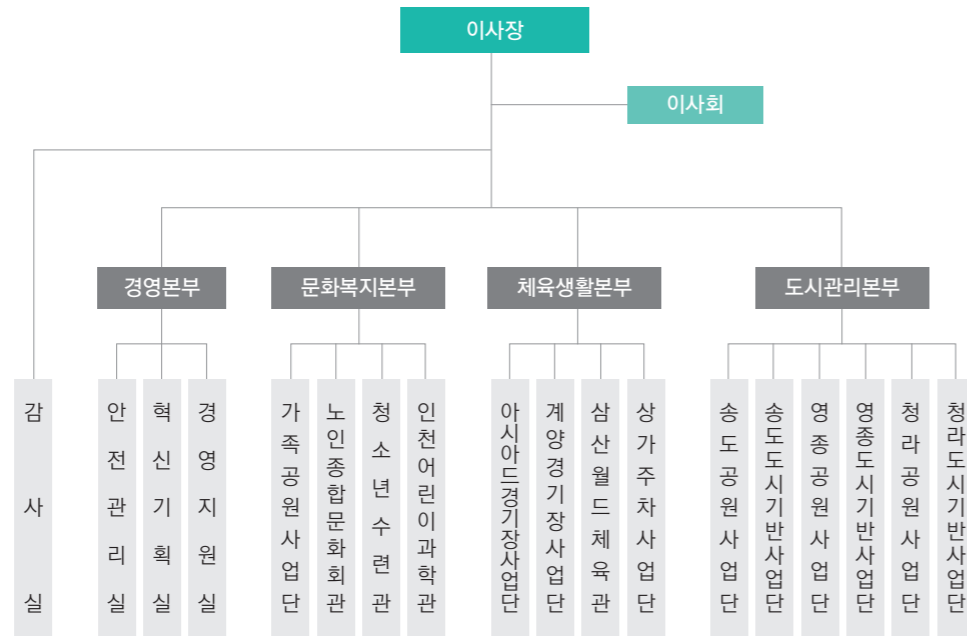 이사장
이사회
경영본부
문화복지본부
체육생활본부
도시관리본부
감사실
안전관리실
혁신기획실
경영지원실
가족공원사업단
노인종합문화회관
청소년수련관
인천어린이과학관
아시아드경기장사업단
계양경기장사업단
삼산월드체육관
상가주차사업단
송도공원사업단
송도도시기반사업단
영종공원사업단
영종도시기반사업단
청라공원사업단
청라도시기반사업단